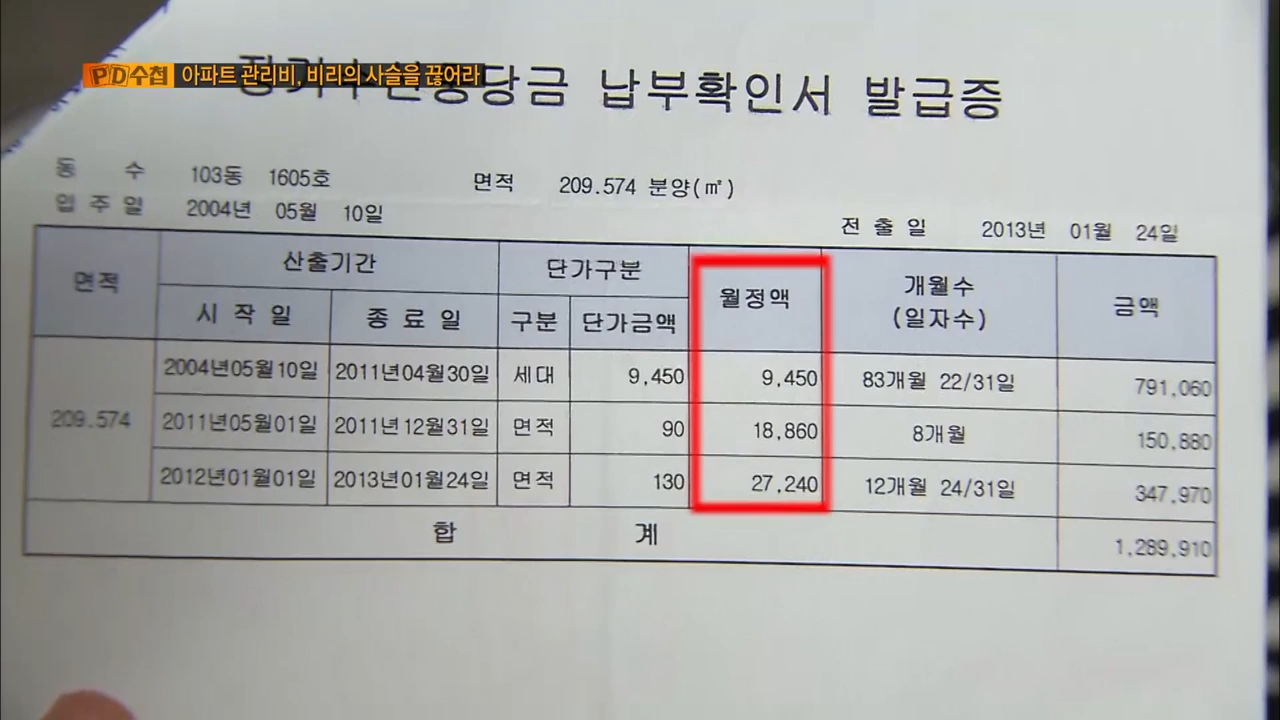 PD수첩 아파트 관리비, 비리의 사슬을 끊어라
납부확인서 발급증
동 수 103동 1605호 면적 209.574 분양(㎡)
입 주 일 2004년 05월 10일 전 출 일 2013년 01월 24일
면적 산출기간 단가구분 월정액 개월수 (일자수) 금액
시 작 일 종 료 일 구분 단가금액
209.574
2004년05월10일 2011년04월30일 세대 9,450 9,450 83개월 22/31일 791,060
2011년05월01일 2011년12월31일 면적 90 18,860 8개월 150,880
2012년01월01일 2013년01월24일 면적 130 27,240 12개월 24/31일 347,970
합 계 1,289,910